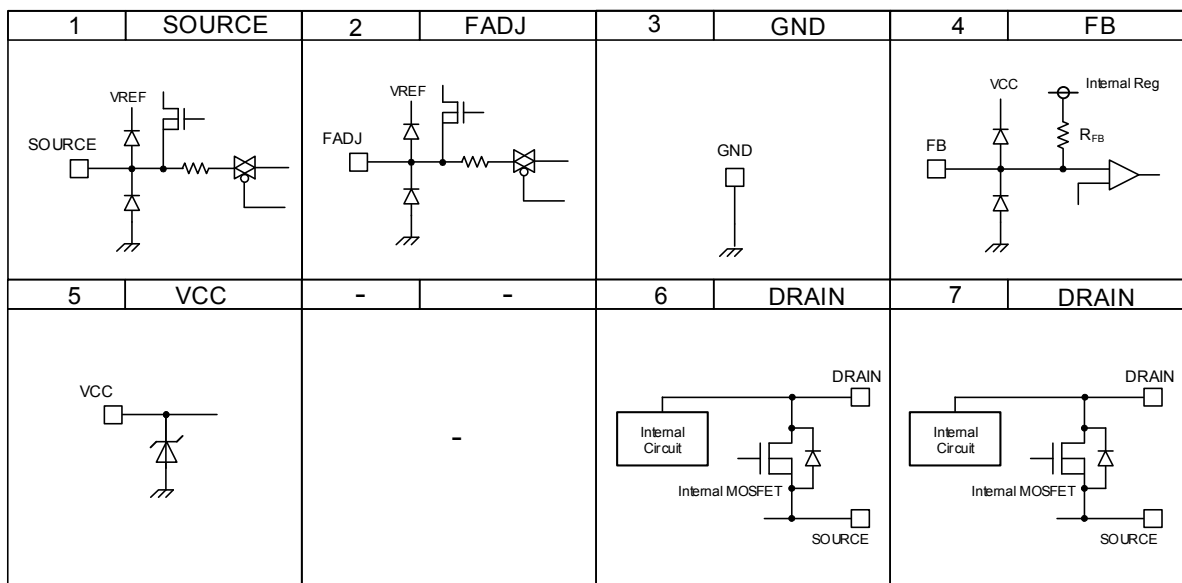 1 SOURCE 2 FADJ 3 GND 4 FB
VREF
SOURCE
VREF
FADJ
GND
VCC
Internal Reg
FB
RFB
5 VCC - - 6 DRAIN 7 DRAIN
VCC
-
DRAIN
Internal
Circuit
Internal MOSFET
SOURCE
DRAIN
Internal
Circuit
Internal MOSFET
SOURCE